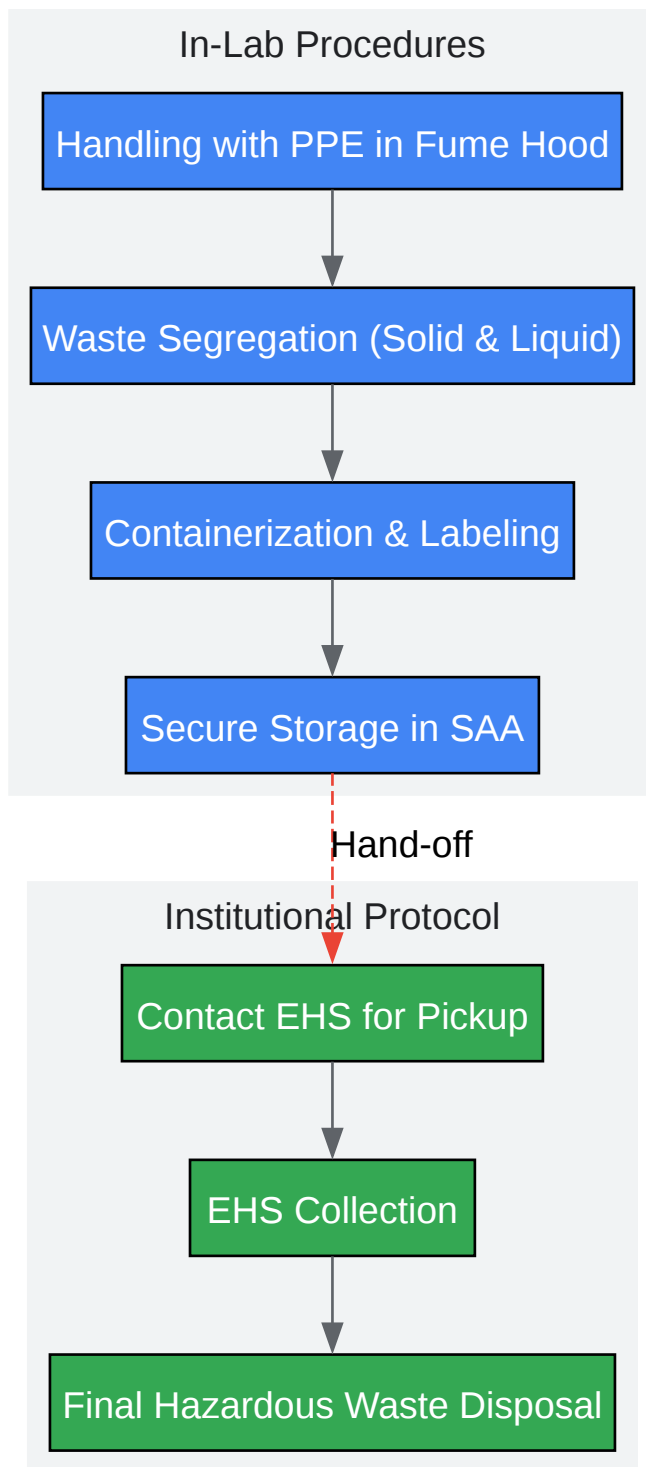 In-Lab Procedures
Handling with PPE in Fume Hood
Waste Segregation (Solid & Liquid)
Containerization & Labeling
Secure Storage in SAA
Hand-off
Institutional Protocol
Contact EHS for Pickup
EHS Collection
Final Hazardous Waste Disposal